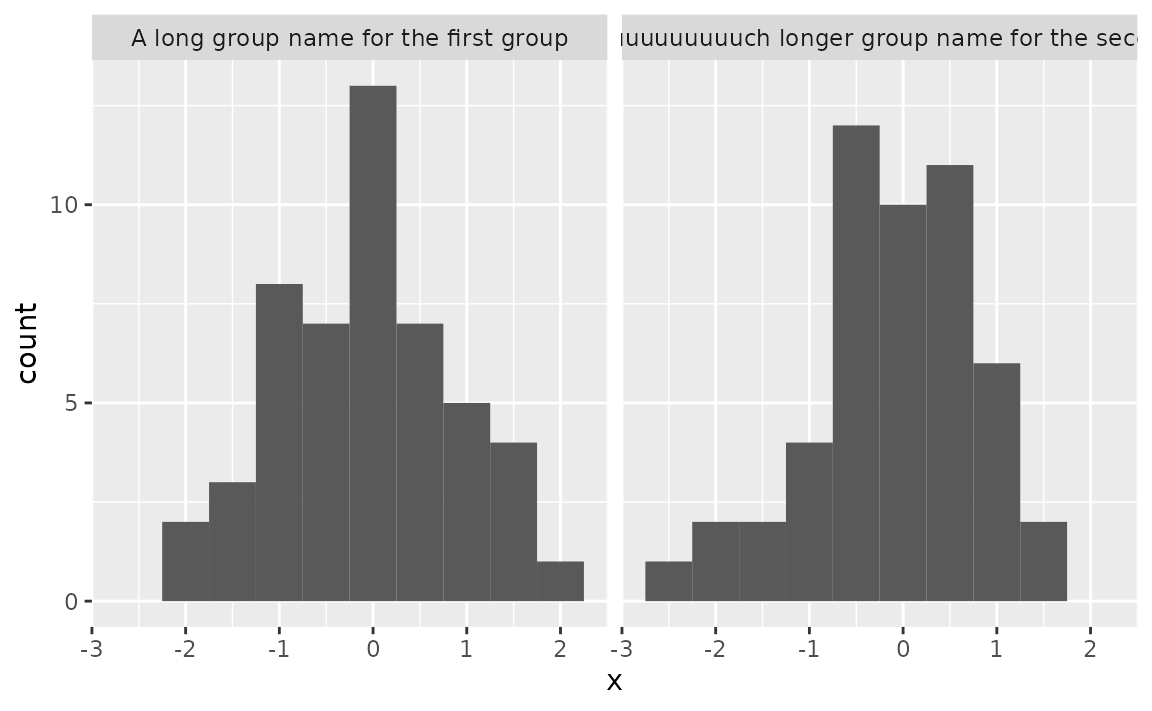 A long group name for the first group
uuuuuuuuch longer group name for the sec
10
5
0
count
-3 -2 -1 0 1 2
-3 -2 -1 0 1 2
x